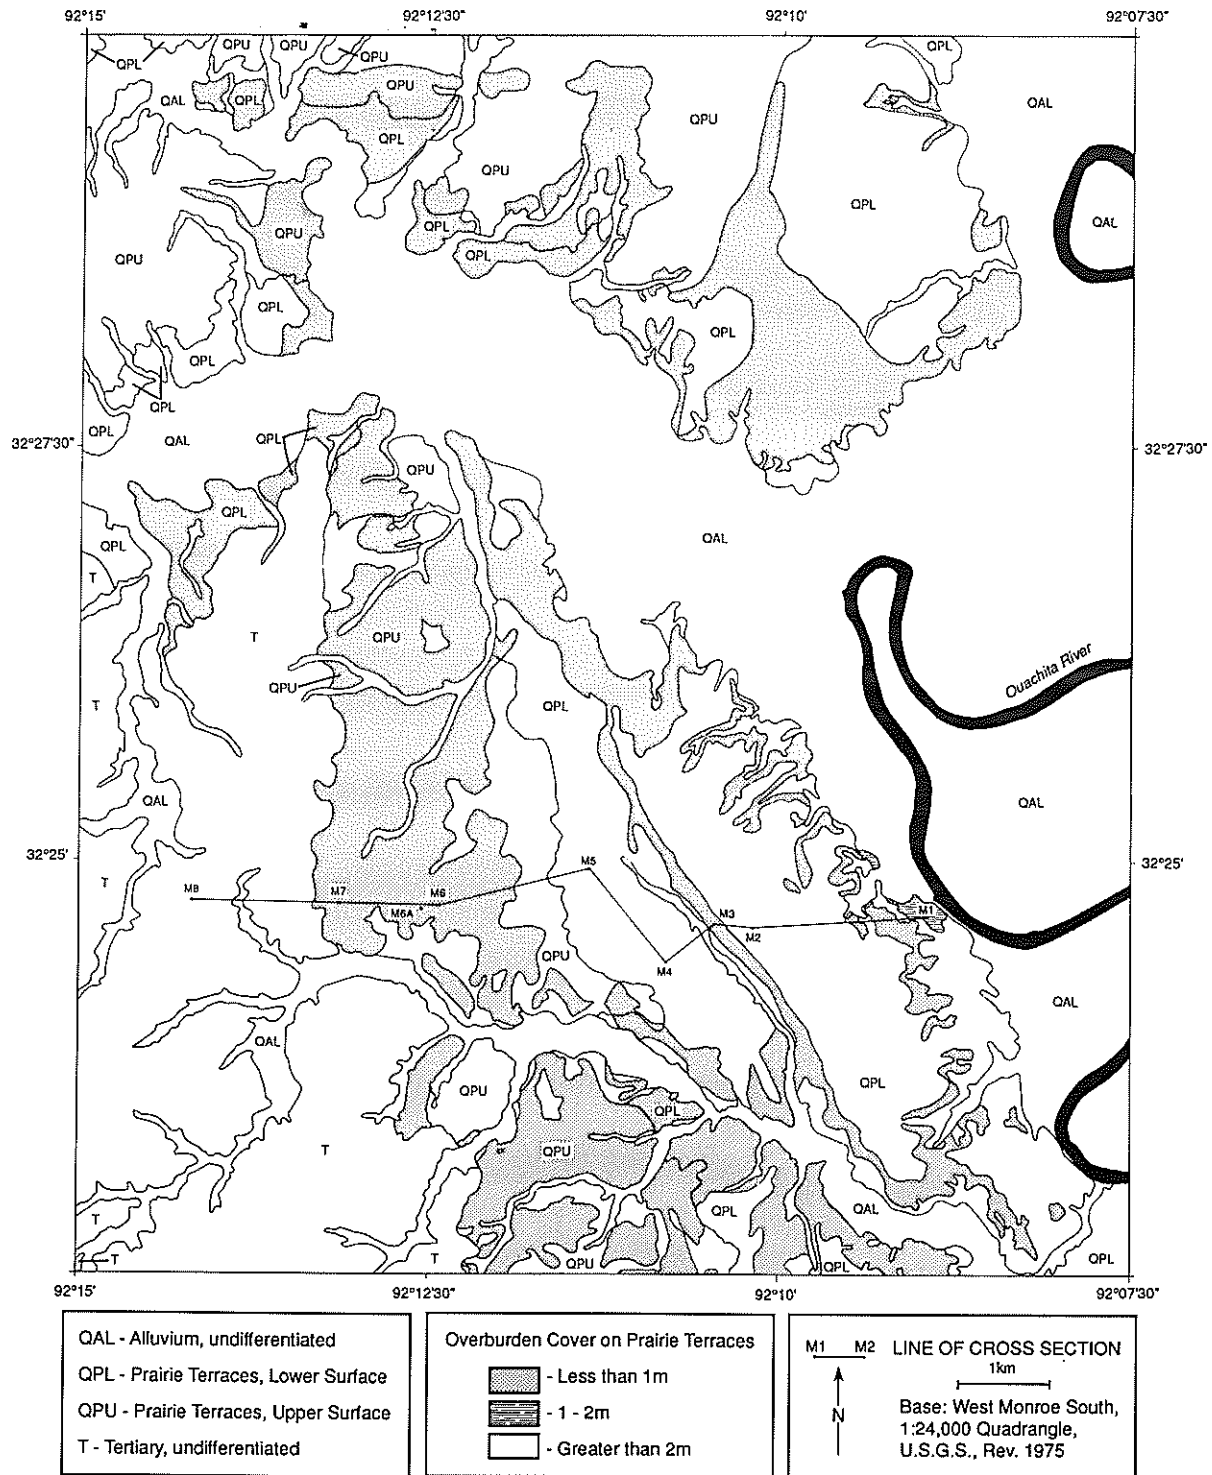 92°15' 92°12'30" 92°10' 92°07'30"
QPU QPU QPL
QPL QPU
QAL QPL QPU QAL
QPU
QPL
QPU
QPL QPL QAL
QPU
QPU QPL
QPL QPL
QPL
QPL
QPL QAL QPL
32°27'30" 32°27'30"
QPU
QPL
QPL QAL
T
T QPU
Ouachita River
QPU
T QPL
QAL QAL
32°25' 32°25'
T M5
M8 M7 M6
M6A M3 M1
M2
QPU M4
QAL
QAL
QPU QPL
QPL
T QPU
T QPL QAL
T T QPU QPL QPL
92°15' 92°12'30" 92°10' 92°07'30"
QAL - Alluvium, undifferentiated
QPL - Prairie Terraces, Lower Surface
QPU - Prairie Terraces, Upper Surface
T - Tertiary, undifferentiated
Overburden Cover on Prairie Terraces
- Less than 1m
- 1 - 2m
- Greater than 2m
M1 M2 LINE OF CROSS SECTION
1km
N
Base: West Monroe South,
1:24,000 Quadrangle,
U.S.G.S., Rev. 1975